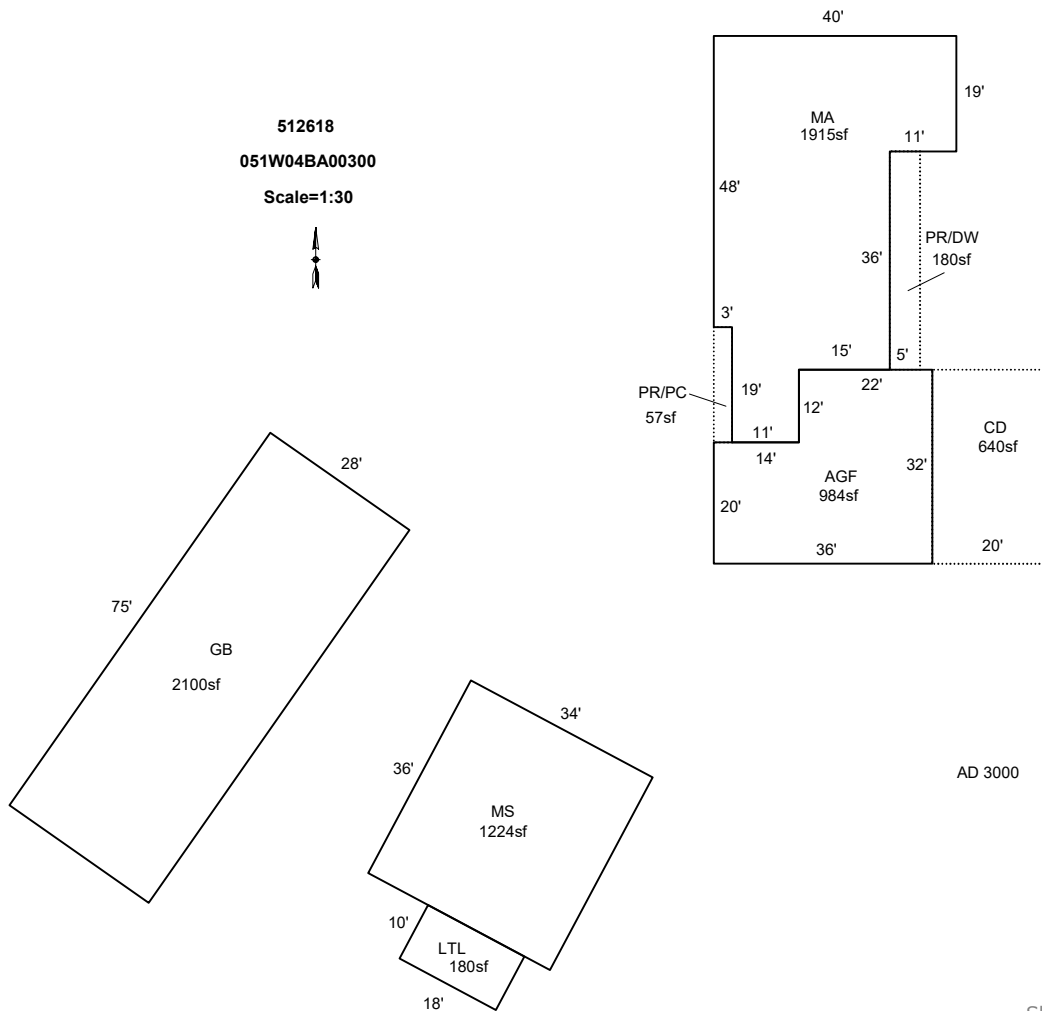 512618
051W04BA00300
Scale=1:30
40'
19'
MA
1915sf
11'
48'
36'
PR/DW
180sf
3'
15'
5'
22'
19'
12'
PR/PC
57sf
11'
14'
AGF
984sf
32'
CD
640sf
20'
36'
20'
28'
75'
GB
2100sf
34'
36'
MS
1224sf
AD 3000
10'
LTL
180sf
18'